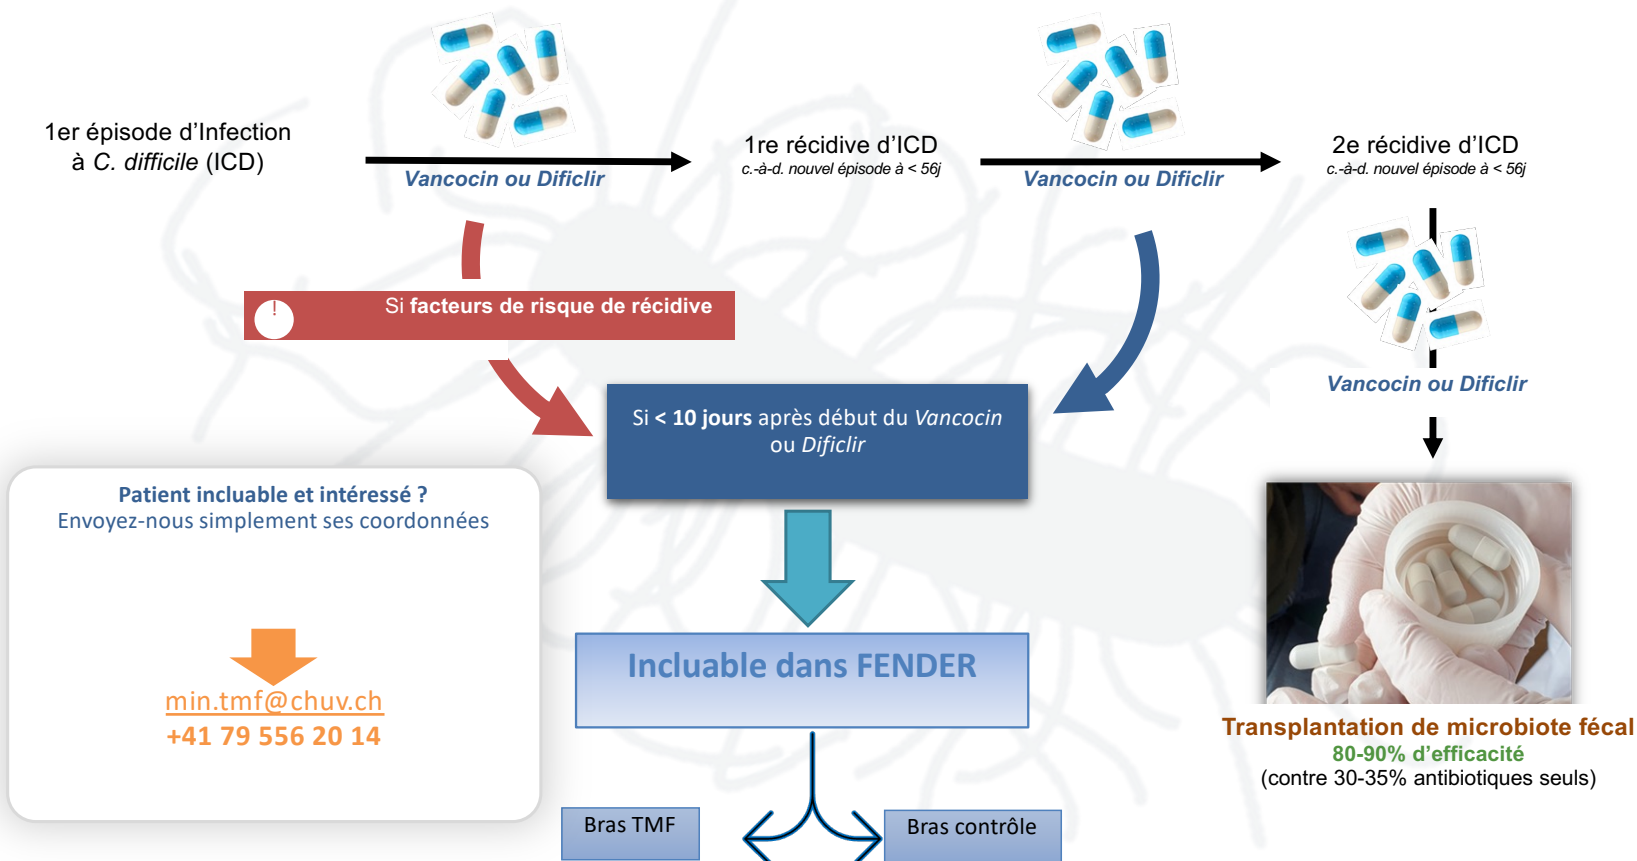 1er épisode d'Infection
à C. difficile (ICD)
Vancocin ou Dificlir
1re récidive d'ICD
c.-à-d. nouvel épisode à < 56j
Vancocin ou Dificlir
2e récidive d'ICD
c.-à-d. nouvel épisode à < 56j
! Si facteurs de risque de récidive
Vancocin ou Dificlir
Si < 10 jours après début du Vancocin
ou Dificlir
Patient incluable et intéressé ?
Envoyez-nous simplement ses coordonnées
min.tmf@chuv.ch
+41 79 556 20 14
Incluable dans FENDER
Transplantation de microbiote fécal
80-90% d'efficacité
(contre 30-35% antibiotiques seuls)
Bras TMF
Bras contrôle